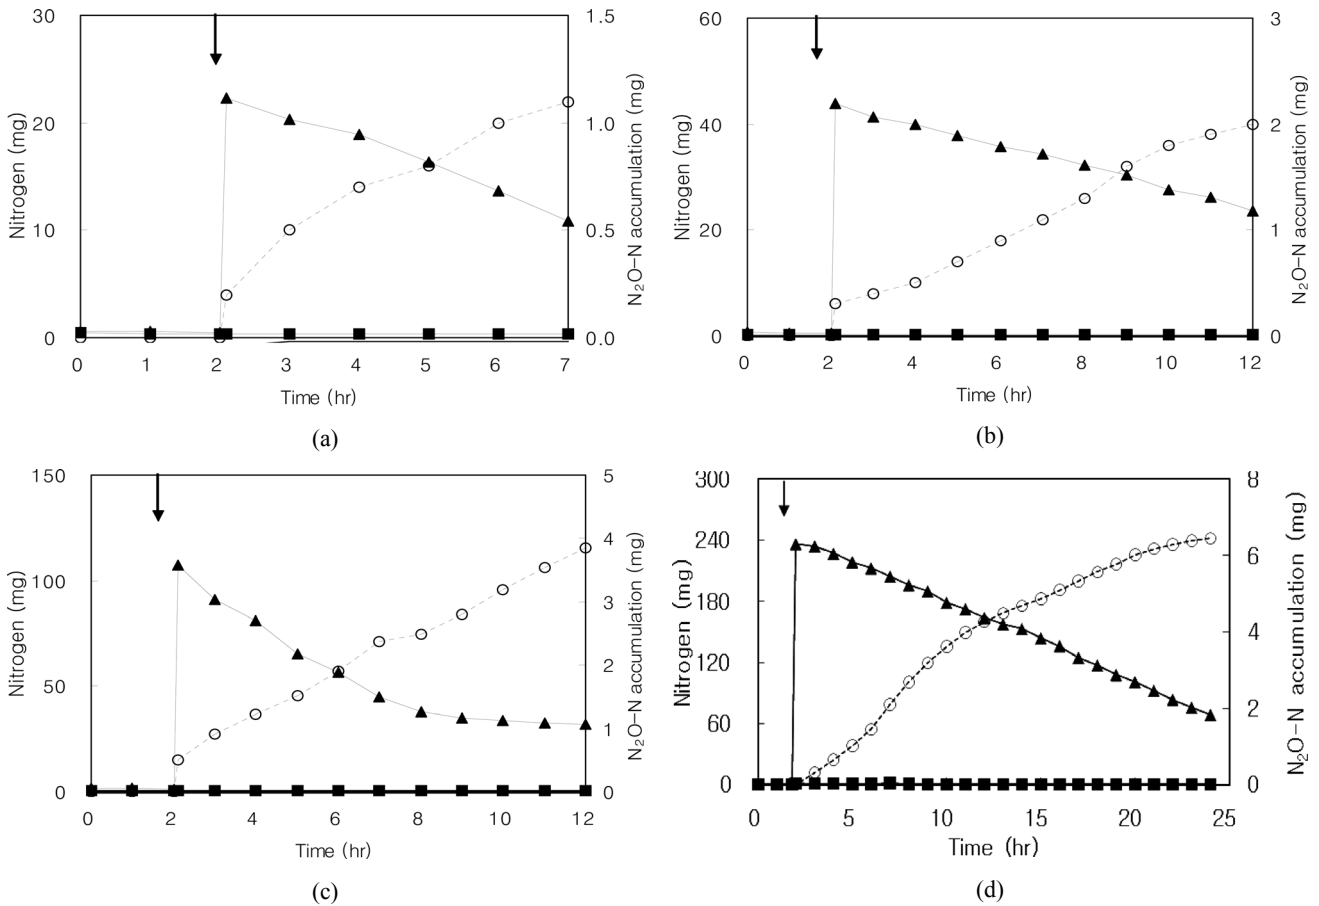 30
20
10
0
Nitrogen (mg)
1.5
1.0
0.5
0.0
N₂O-N accumulation (mg)
0 1 2 3 4 5 6 7
Time (hr)
(a)
60
40
20
0
Nitrogen (mg)
3
2
1
0
N₂O-N accumulation (mg)
0 2 4 6 8 10 12
Time (hr)
(b)
150
100
50
0
Nitrogen (mg)
5
4
3
2
1
0
N₂O-N accumulation (mg)
0 2 4 6 8 10 12
Time (hr)
(c)
300
240
180
120
60
0
Nitrogen (mg)
8
6
4
2
0
N₂O-N accumulation (mg)
0 5 10 15 20 25
Time (hr)
(d)